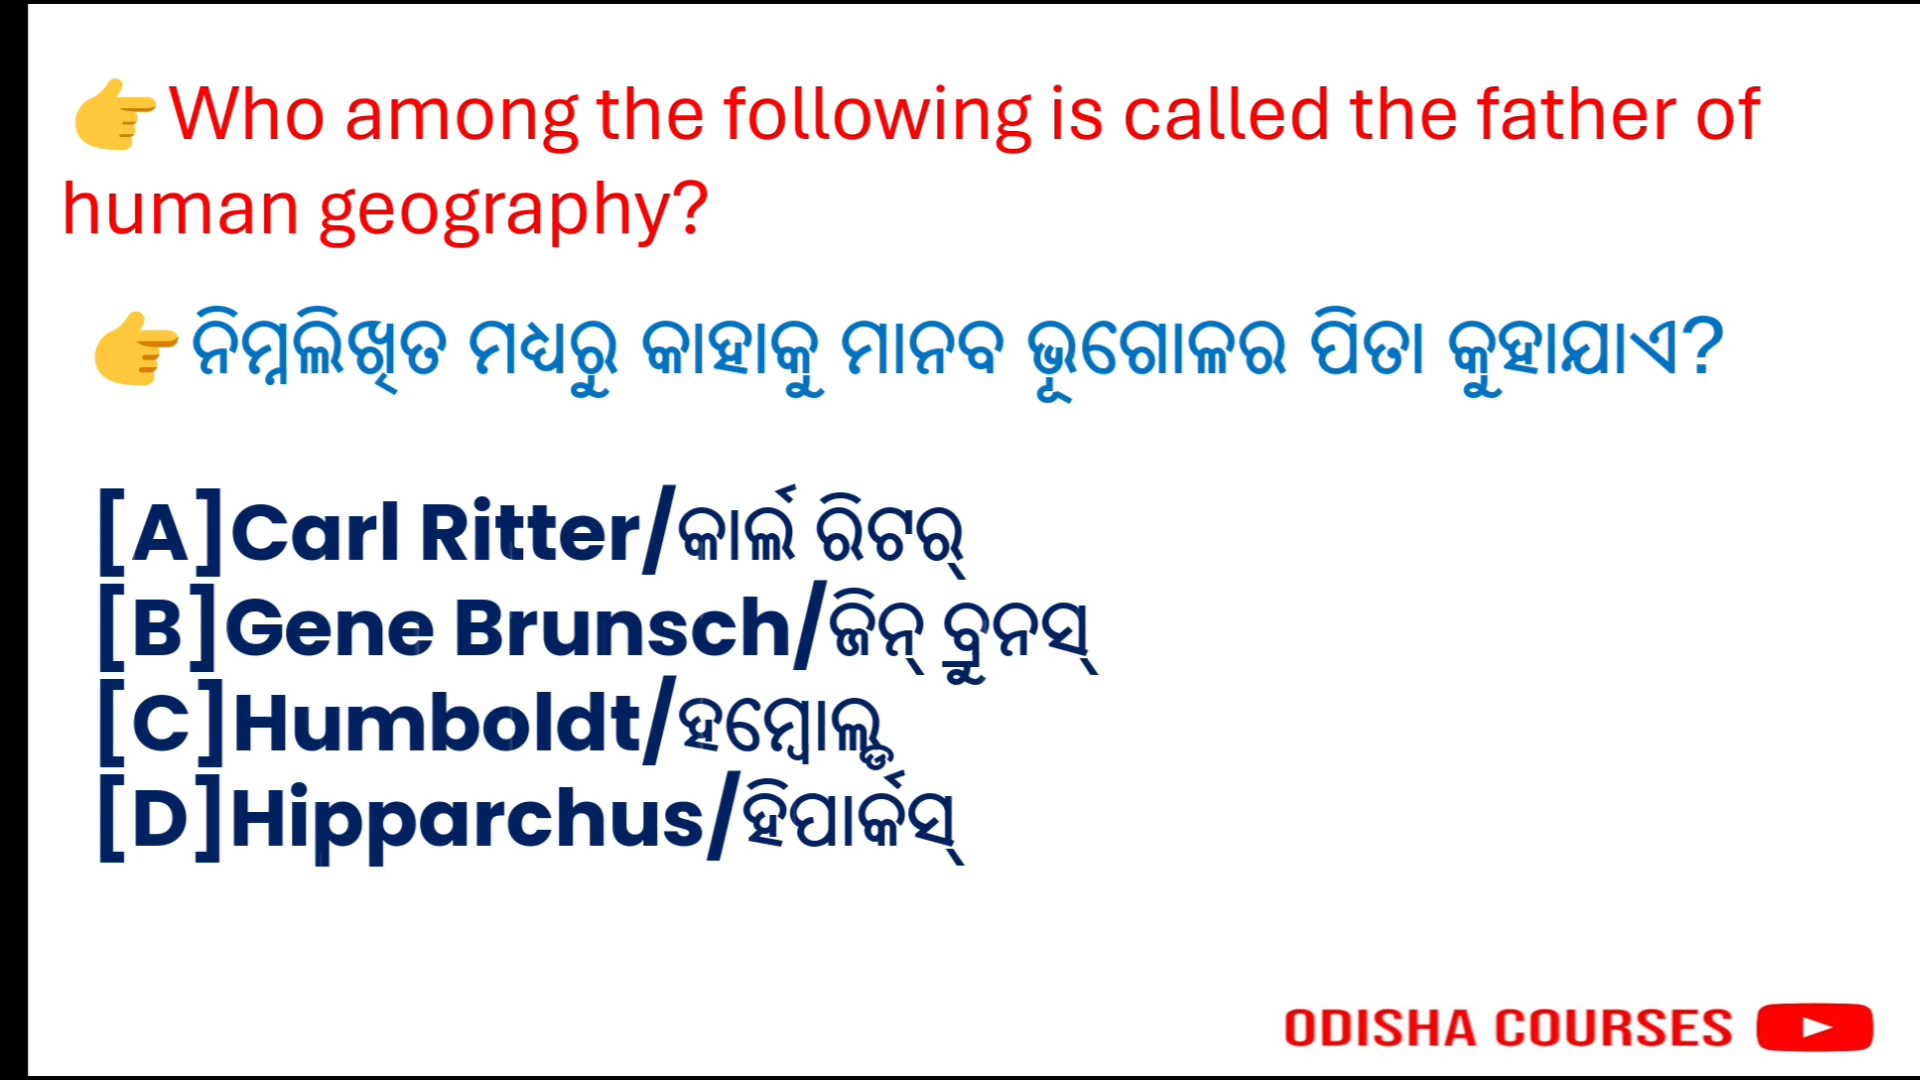 👉Who among the following is called the father of
human geography?
👉ନିମ୍ନଲିଖିତ ମଧ୍ୟରୁ କାହାକୁ ମାନବ ଭୂଗୋଳର ପିତା କୁହାଯାଏ?
[A]Carl Ritter/କାର୍ଲ ରିଟର୍
[B]Gene Brunsch/ଜିନ୍ ବ୍ରୁନସ୍
[C]Humboldt/ହମ୍ବୋଲ୍ଡ
[D]Hipparchus/ହିପାର୍କସ୍
ODISHA COURSES